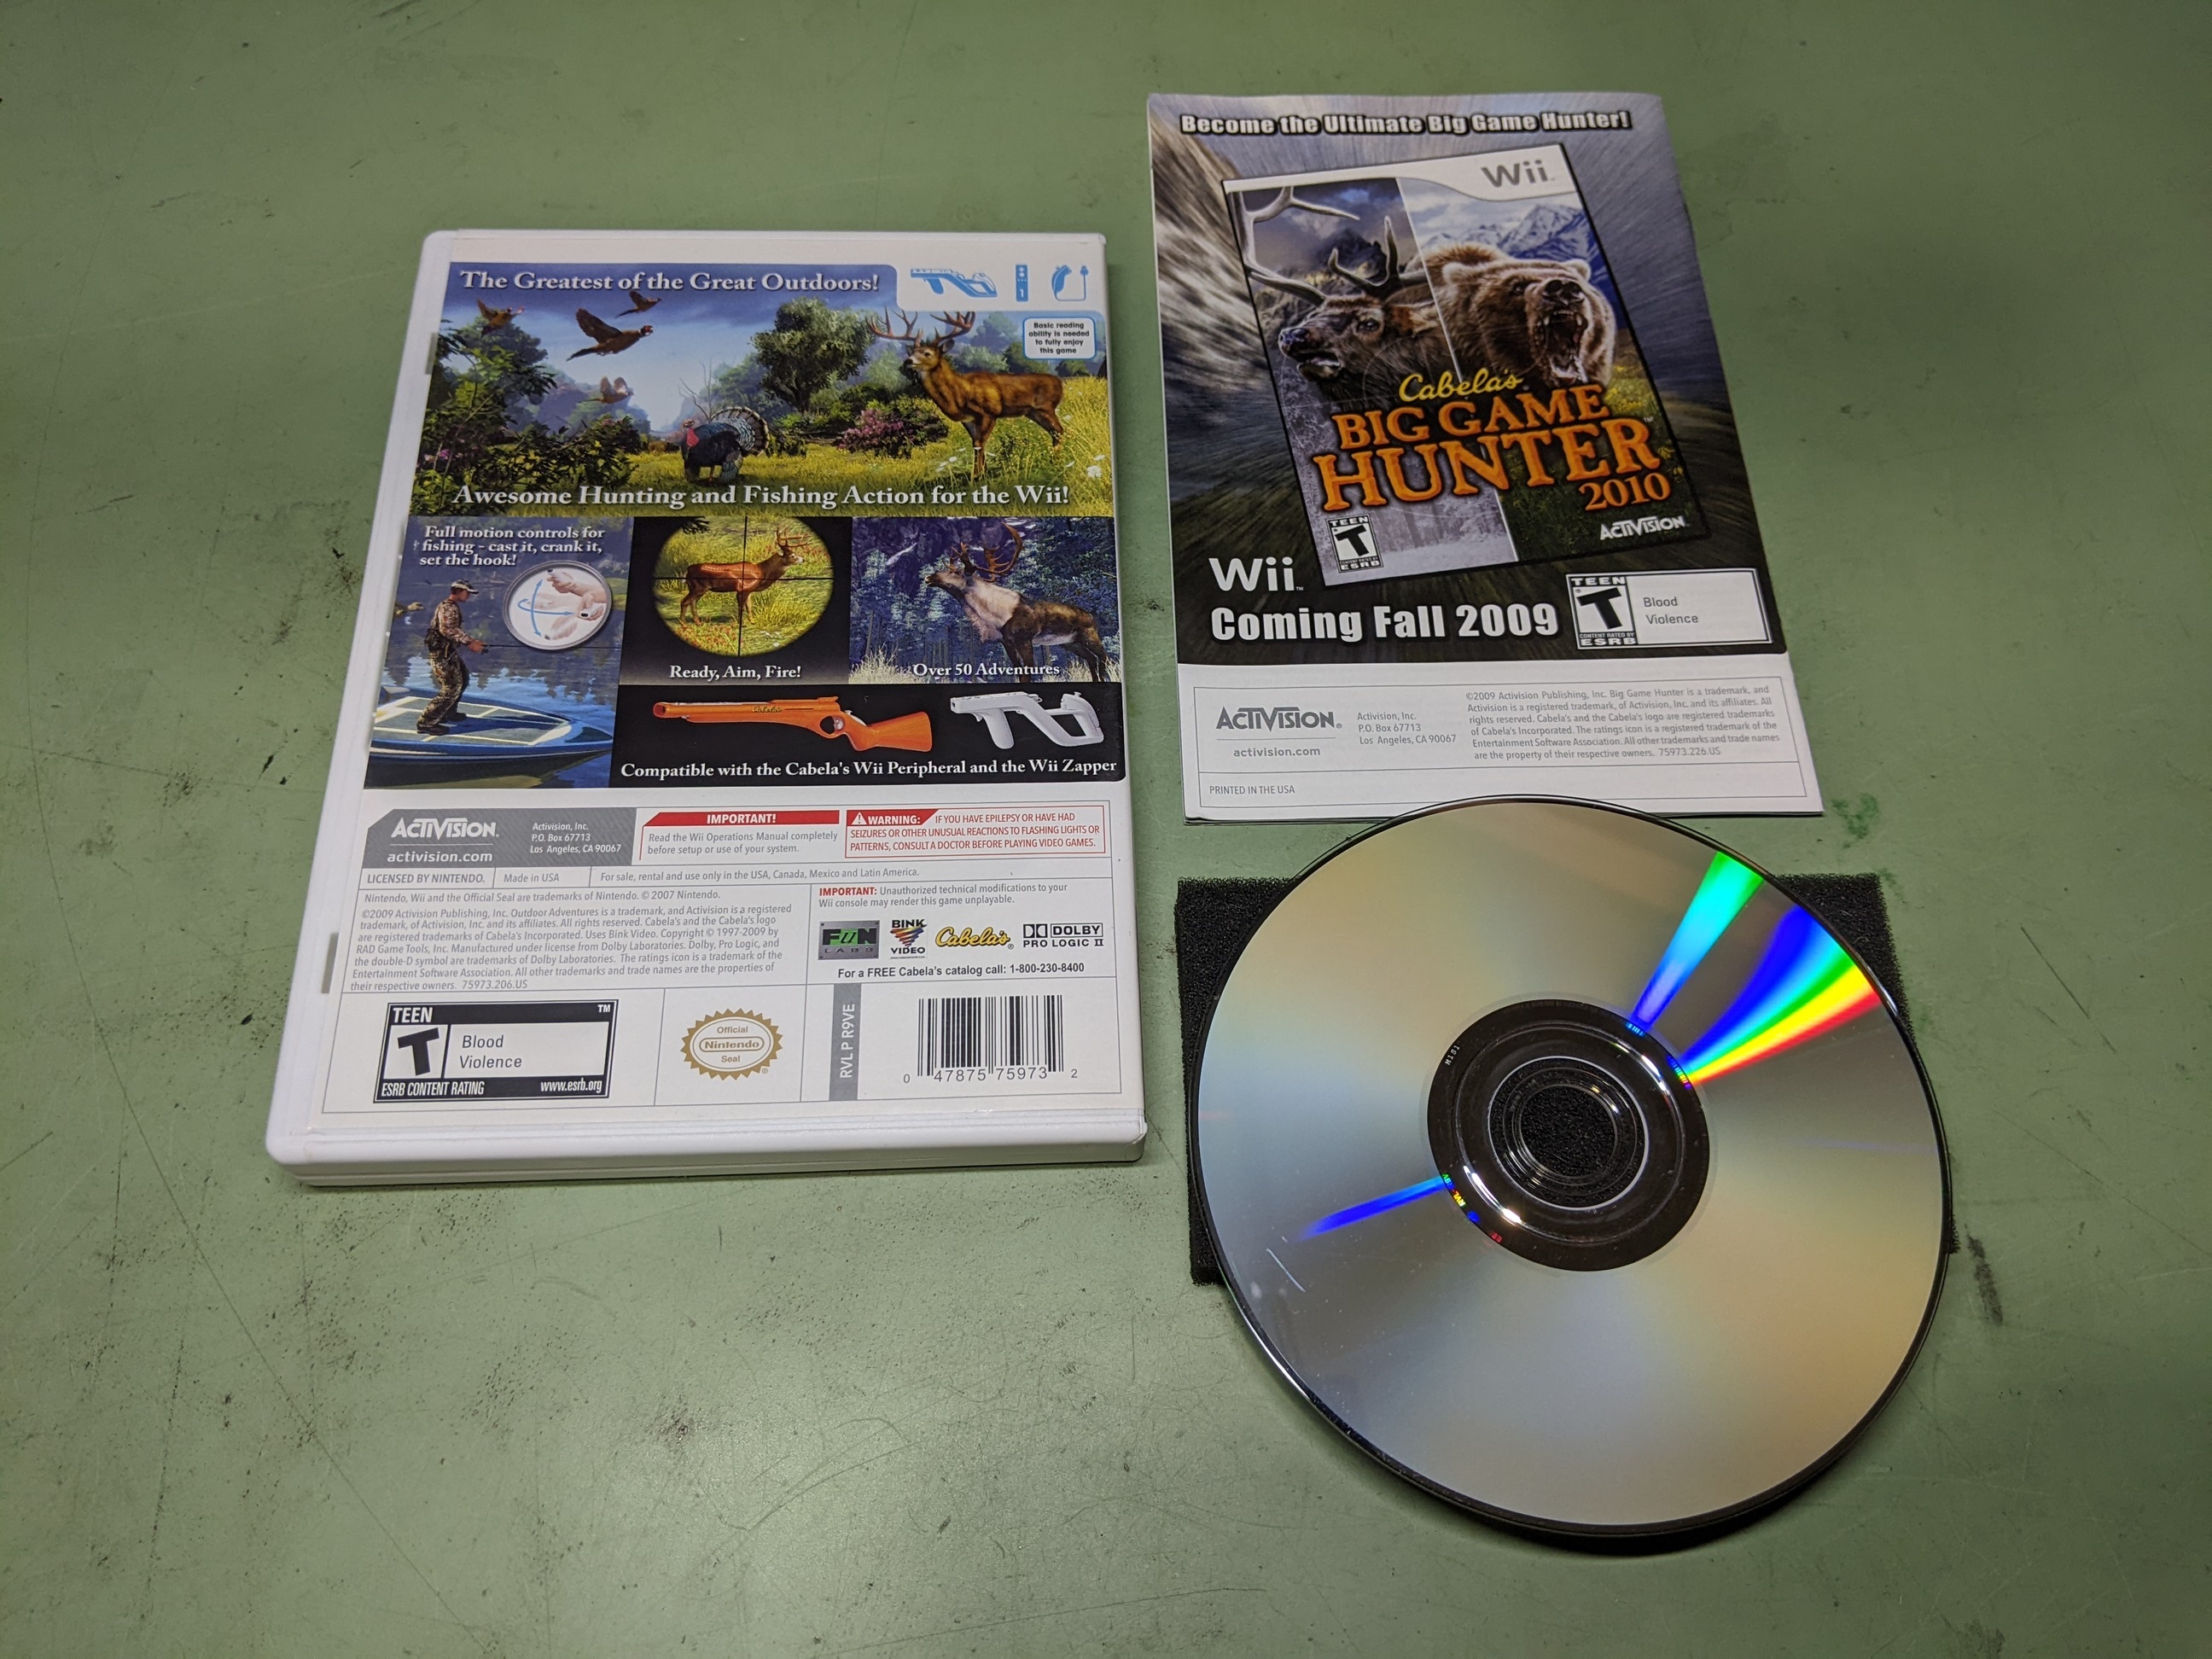 The Greatest of the Great Outdoors!
1
Basic reading
ability is needed
to fully enjoy
this game
Awesome Hunting and Fishing Action for the Wii!
Full motion controls for
fishing - cast it, crank it,
set the hook!
Ready, Aim, Fire!
Over 50 Adventures
Cabela's
Compatible with the Cabela's Wii Peripheral and the Wii Zapper
ACTIVISION.
activision.com
Activision, Inc.
P.O. Box 67713
Los Angeles, CA 90067
IMPORTANT!
Read the Wii Operations Manual completely
before setup or use of your system.
WARNING: IF YOU HAVE EPILEPSY OR HAVE HAD
SEIZURES OR OTHER UNUSUAL REACTIONS TO FLASHING LIGHTS OR
PATTERNS, CONSULT A DOCTOR BEFORE PLAYING VIDEO GAMES.
LICENSED BY NINTENDO.
Made in USA
For sale, rental and use only in the USA, Canada, Mexico and Latin America.
Nintendo, Wii and the Official Seal are trademarks of Nintendo. © 2007 Nintendo.
©2009 Activision Publishing, Inc. Outdoor Adventures is a trademark, and Activision is a registered
trademark, of Activision, Inc. and its affiliates. All rights reserved. Cabela's and the Cabela's logo
are registered trademarks of Cabela's Incorporated. Uses Bink Video. Copyright © 1997-2009 by
RAD Game Tools, Inc. Manufactured under license from Dolby Laboratories. Dolby, Pro Logic, and
the double-D symbol are trademarks of Dolby Laboratories. The ratings icon is a trademark of the
Entertainment Software Association. All other trademarks and trade names are the properties of
their respective owners. 75973.206.US
IMPORTANT: Unauthorized technical modifications to your
Wii console may render this game unplayable.
FUN
LABS
BINK
VIDEO
Cabela's®
DOLBY
PRO LOGIC II
For a FREE Cabela's catalog call: 1-800-230-8400
TEEN
TM
T
Blood
Violence
ESRB CONTENT RATING
www.esrb.org
Official
Nintendo
Seal
RVL P R9VE
0 47875 75973 2
Become the Ultimate Big Game Hunter!
Wii
Cabela's
BIG GAME
HUNTER™
2010
TEEN
T
ESRB
ACTIVISION
Wii™
Coming Fall 2009
TEEN
T
CONTENT RATED BY
ESRB
Blood
Violence
ACTIVISION®
activision.com
Activision, Inc.
P.O. Box 67713
Los Angeles, CA 90067
©2009 Activision Publishing, Inc. Big Game Hunter is a trademark, and
Activision is a registered trademark, of Activision, Inc. and its affiliates. All
rights reserved. Cabela's and the Cabela's logo are registered trademarks
of Cabela's Incorporated. The ratings icon is a registered trademark of the
Entertainment Software Association. All other trademarks and trade names
are the property of their respective owners. 75973.226.US
PRINTED IN THE USA